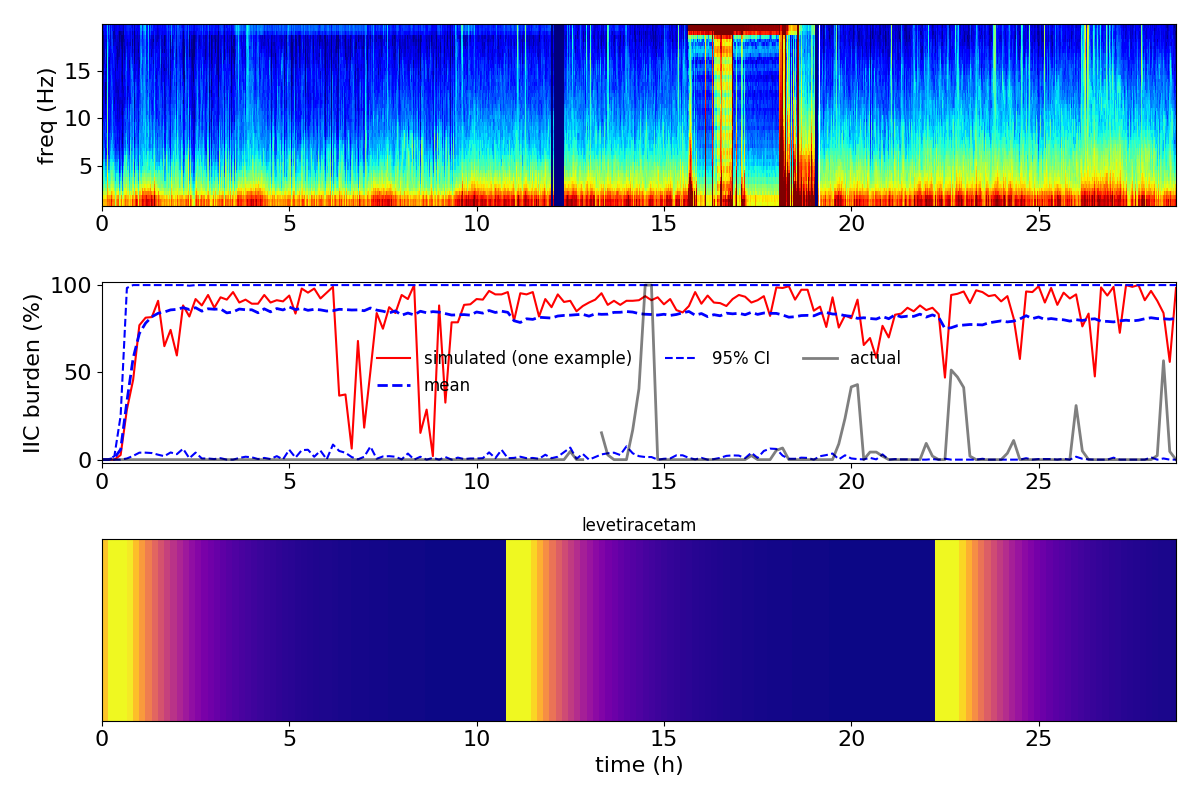 freq (Hz)
15
10
5
0 5 10 15 20 25
IIC burden (%)
100
50
0
simulated (one example) 95% CI actual
mean
0 5 10 15 20 25
levetiracetam
0 5 10 15 20 25
time (h)